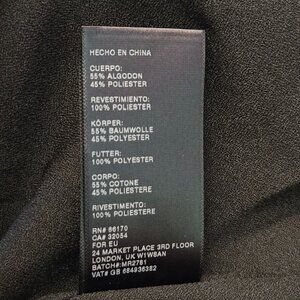 HECHO EN CHINA
CUERPO:
55% ALGODON
45% POLIESTER
REVESTIMIENTO:
100% POLIESTER
KÖRPER:
55% BAUMWOLLE
45% POLYESTER
FUTTER:
100% POLYESTER
CORPO:
55% COTONE
45% POLIESTERE
RIVESTIMENTO:
100% POLIESTERE
RN# 66170
CA# 32054
FOR EU
24 MARKET PLACE 3RD FLOOR
LONDON, UK W1W8AN
BATCH#:MR2781
VAT# GB 684936382